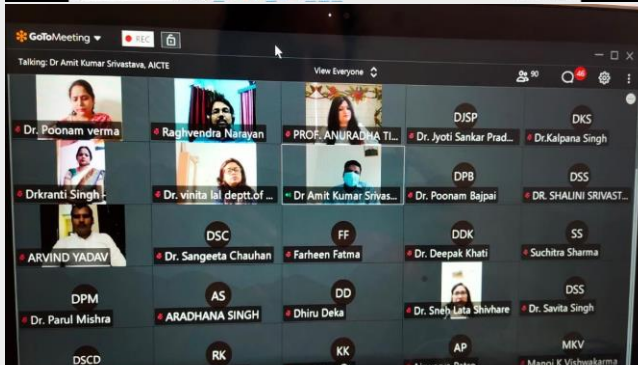 GoToMeeting
REC
Talking: Dr Amit Kumar Srivastava, AICTE
View Everyone
90
46
Dr. Poonam verma
Raghvendra Narayan
PROF. ANURADHA TI...
DJSP
Dr. Jyoti Sankar Prad...
DKS
Dr.Kalpana Singh
Drkranti Singh -
Dr. vinita lal deptt.of ...
Dr Amit Kumar Srivas...
DPB
Dr. Poonam Bajpai
DSS
DR. SHALINI SRIVAST...
ARVIND YADAV
DSC
Dr. Sangeeta Chauhan
FF
Farheen Fatma
DDK
Dr. Deepak Khati
SS
Suchitra Sharma
DPM
Dr. Parul Mishra
AS
ARADHANA SINGH
DD
Dhiru Deka
Dr. Sneh Lata Shivhare
DSS
Dr. Savita Singh
DSCD
RK
KK
AP
MKV
Manoj K Vishwakarma